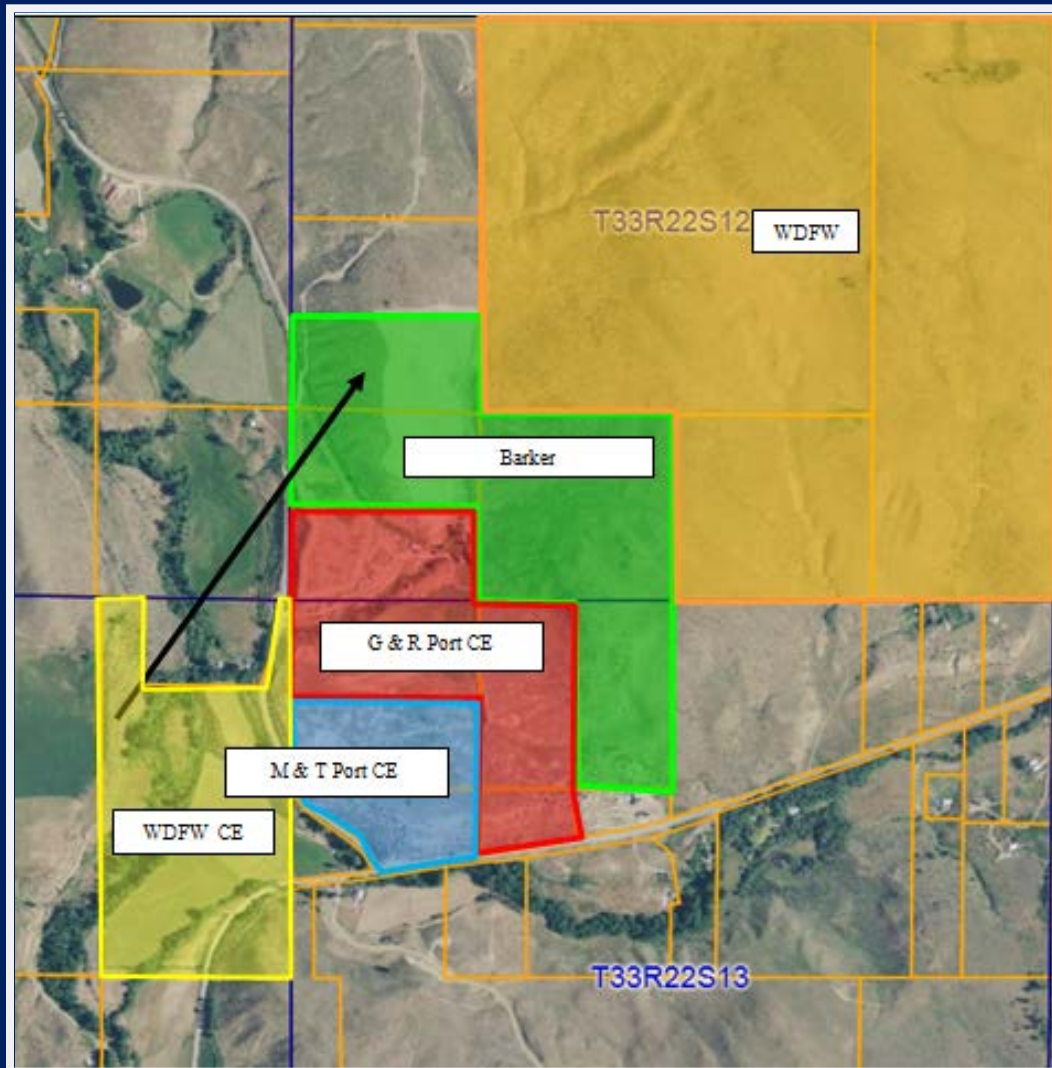 T33R22S12
WDFW
Barker
G & R Port CE
M & T Port CE
WDFW CE
T33R22S13